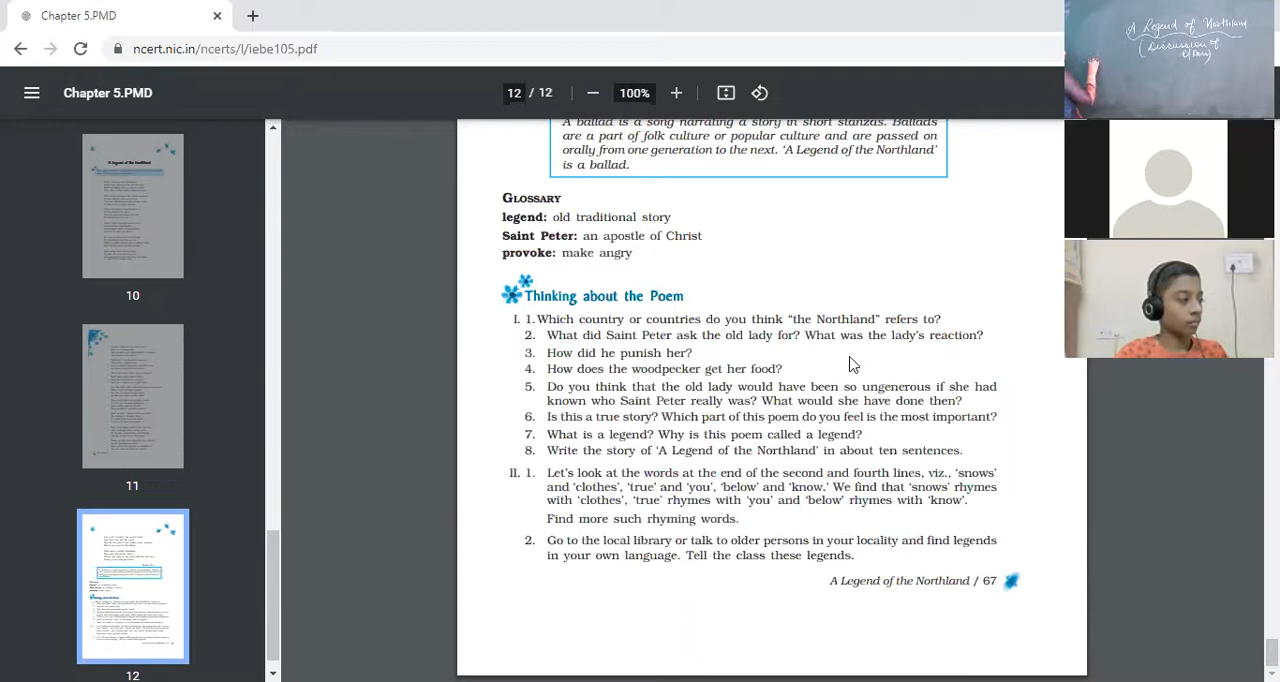 Chapter 5.PMD
ncert.nic.in/ncerts/l/iebe105.pdf
Chapter 5.PMD
12 / 12
100%
A Legend of Northland
(Discussion of
10
11
12
A ballad is a song narrating a story in short stanzas. Ballads
are a part of folk culture or popular culture and are passed on
orally from one generation to the next. ‘A Legend of the Northland’
is a ballad.
GLOSSARY
legend: old traditional story
Saint Peter: an apostle of Christ
provoke: make angry
Thinking about the Poem
I. 1. Which country or countries do you think “the Northland” refers to?
2. What did Saint Peter ask the old lady for? What was the lady’s reaction?
3. How did he punish her?
4. How does the woodpecker get her food?
5. Do you think that the old lady would have been so ungenerous if she had
known who Saint Peter really was? What would she have done then?
6. Is this a true story? Which part of this poem do you feel is the most important?
7. What is a legend? Why is this poem called a legend?
8. Write the story of ‘A Legend of the Northland’ in about ten sentences.
II. 1. Let’s look at the words at the end of the second and fourth lines, viz., ‘snows’
and ‘clothes’, ‘true’ and ‘you’, ‘below’ and ‘know.’ We find that ‘snows’ rhymes
with ‘clothes’, ‘true’ rhymes with ‘you’ and ‘below’ rhymes with ‘know’.
Find more such rhyming words.
2. Go to the local library or talk to older persons in your locality and find legends
in your own language. Tell the class these legends.
A Legend of the Northland / 67